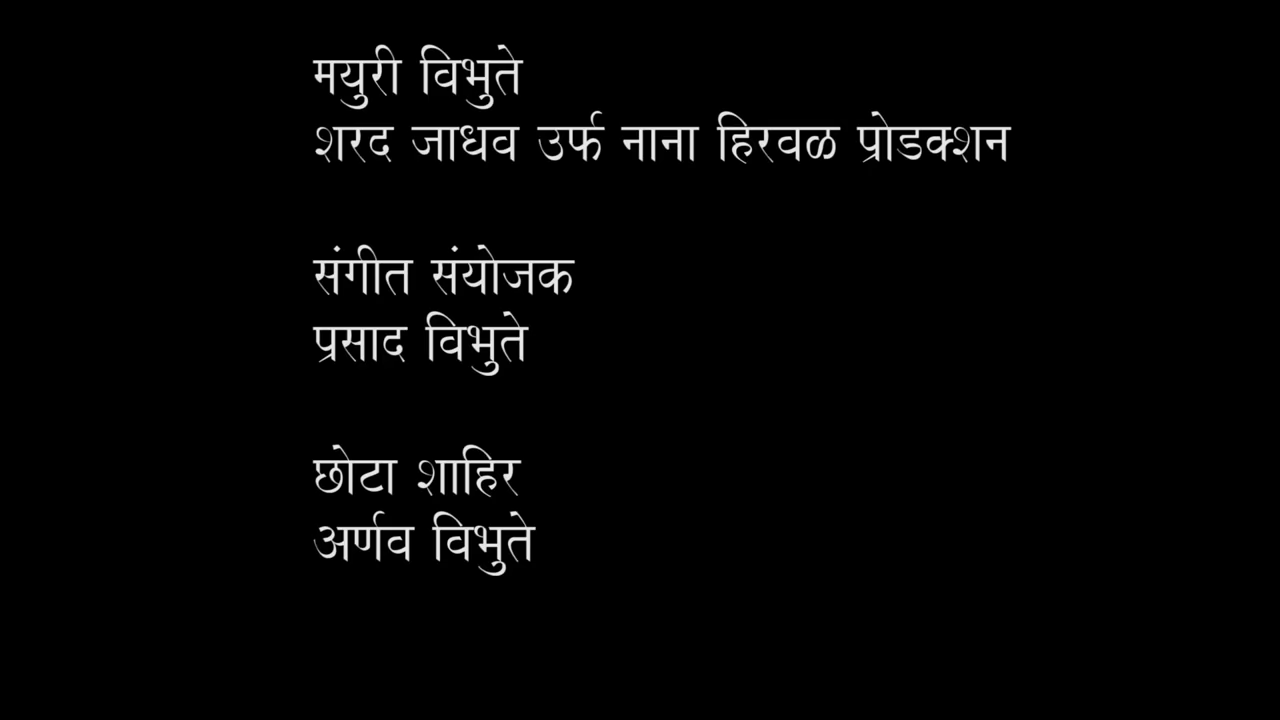 मयुरी विभुते
शरद जाधव उर्फ नाना हिरवळ प्रोडक्शन
संगीत संयोजक
प्रसाद विभुते
छोटा शाहिर
अर्णव विभुते